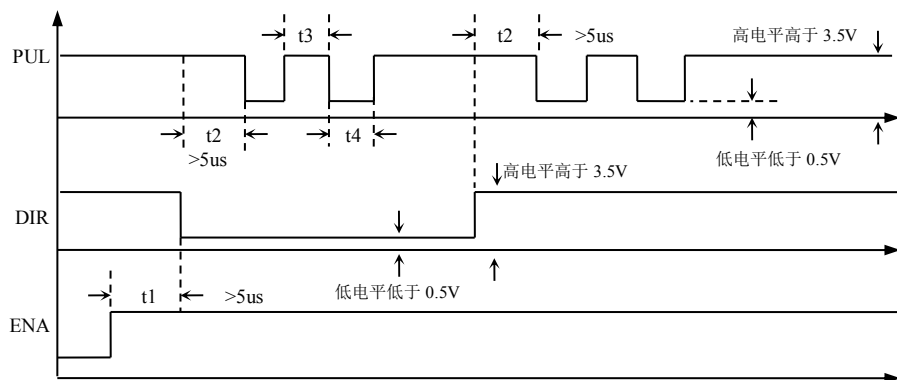 t3
t2
>5us
高电平高于 3.5V
PUL
t2
t4
>5us
低电平低于 0.5V
高电平高于 3.5V
DIR
t1
>5us
低电平低于 0.5V
ENA